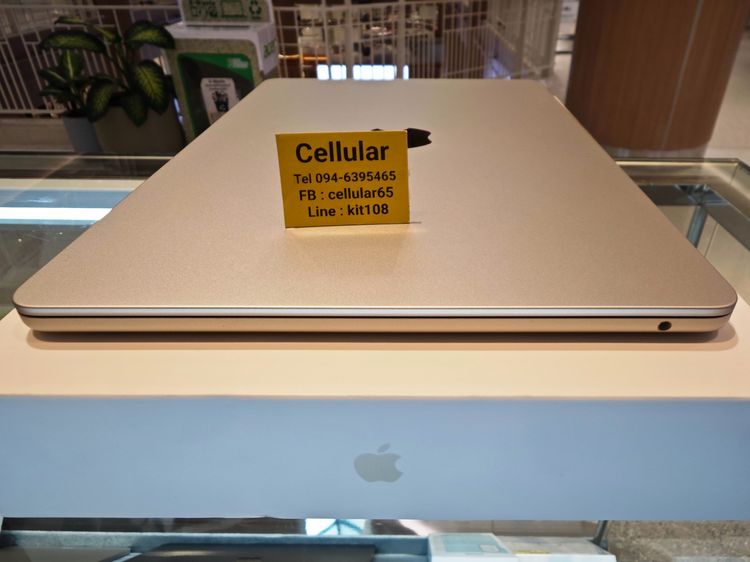 Cellular
Tel 094-6395465
FB : cellular65
Line : kit108